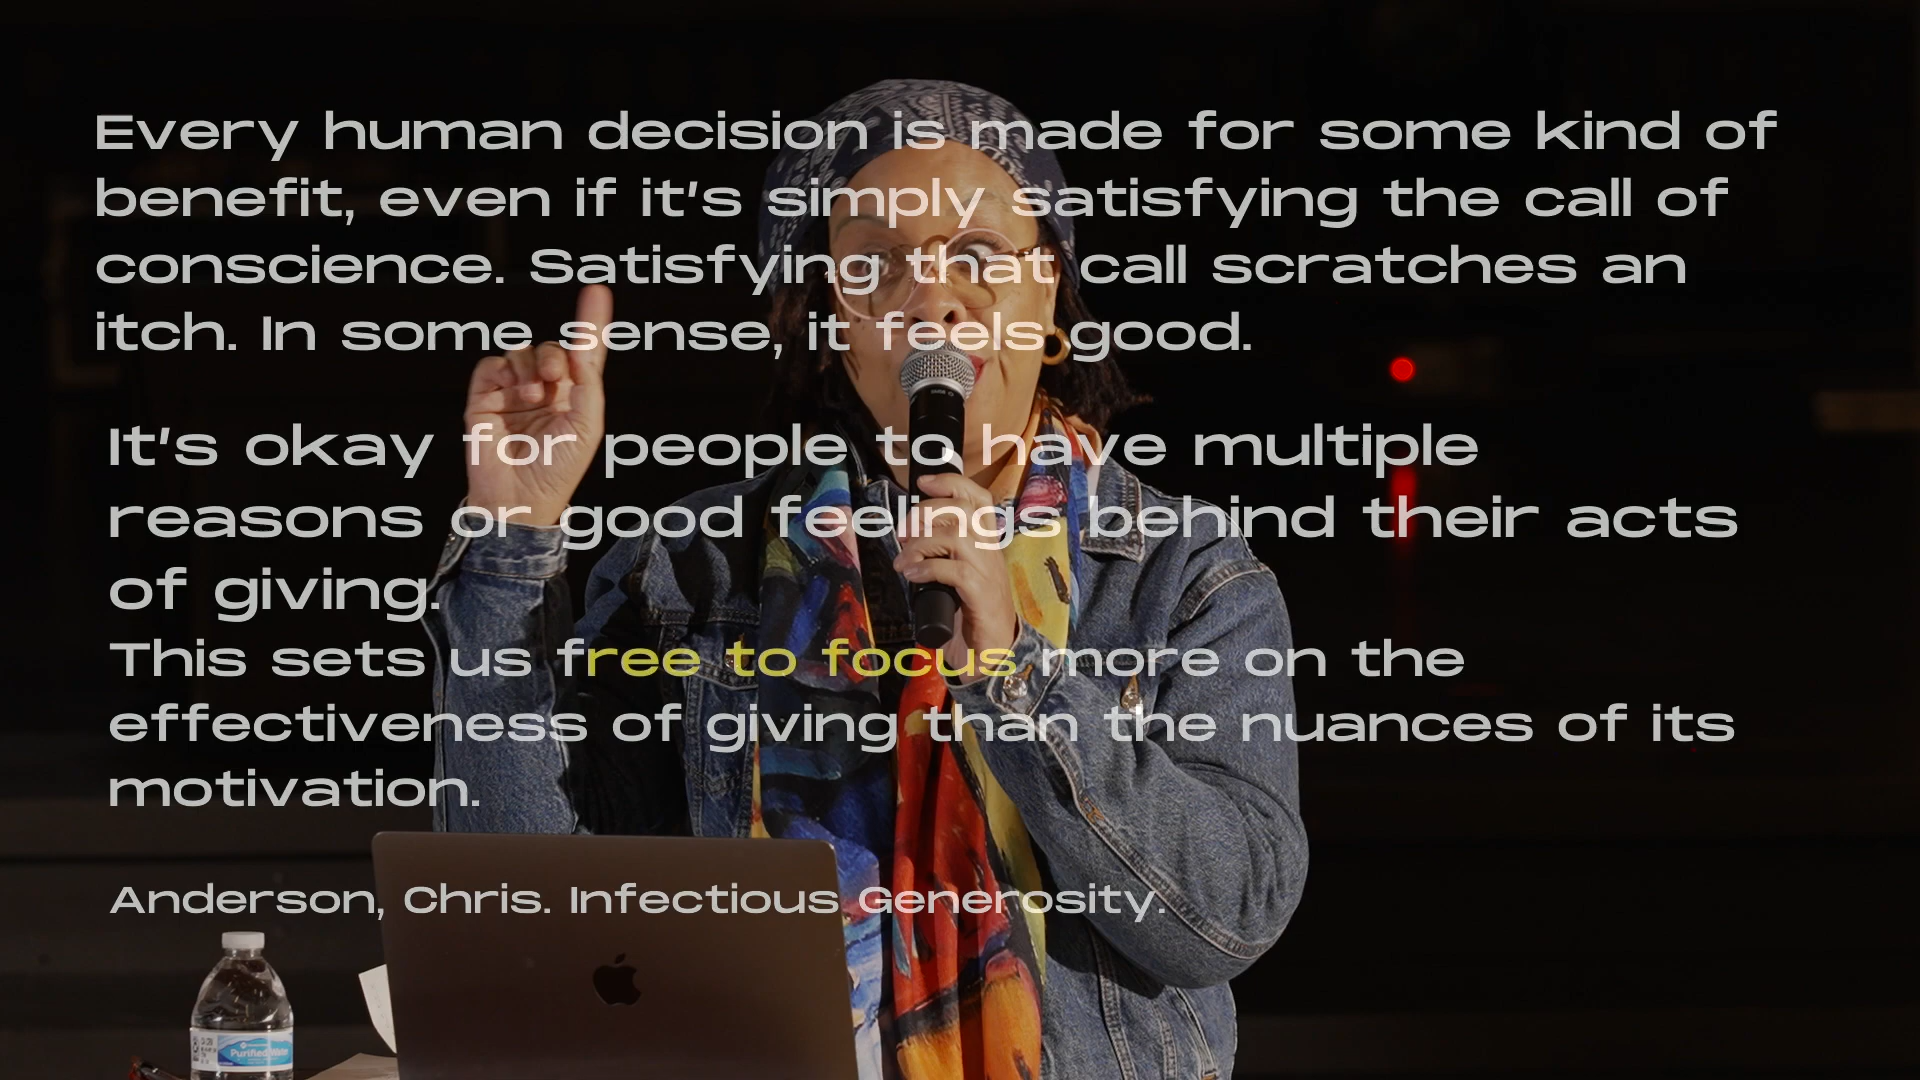 Every human decision is made for some kind of
benefit, even if it's simply satisfying the call of
conscience. Satisfying that call scratches an
itch. In some sense, it feels good.
It's okay for people to have multiple
reasons or good feelings behind their acts
of giving.
This sets us free to focus more on the
effectiveness of giving than the nuances of its
motivation.
Anderson, Chris. Infectious Generosity.
Purified Water